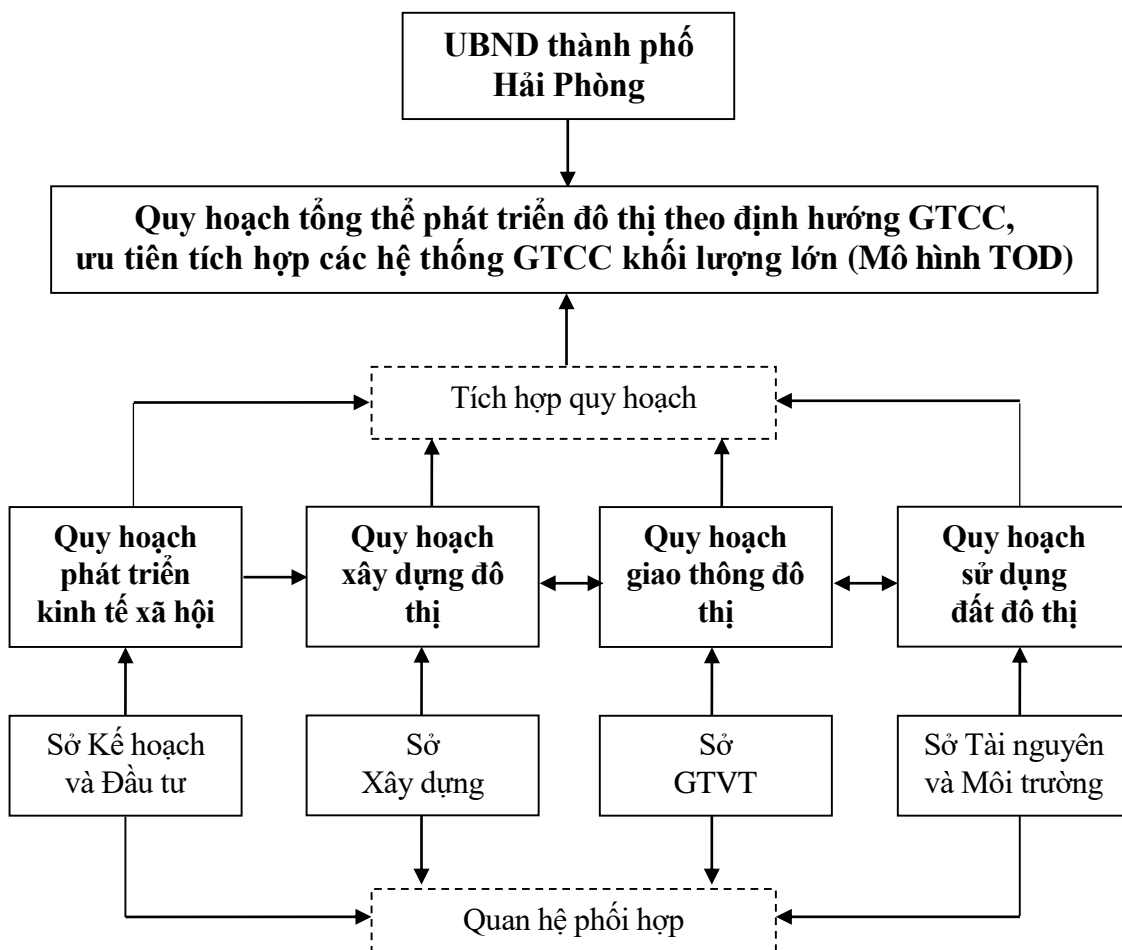 UBND thành phố
Hải Phòng
Quy hoạch tổng thể phát triển đô thị theo định hướng GTCC,
ưu tiên tích hợp các hệ thống GTCC khối lượng lớn (Mô hình TOD)
Tích hợp quy hoạch
Quy hoạch
phát triển
kinh tế xã hội
Quy hoạch
xây dựng đô
thị
Quy hoạch
giao thông đô
thị
Quy hoạch
sử dụng
đất đô thị
Sở Kế hoạch
và Đầu tư
Sở
Xây dựng
Sở
GTVT
Sở Tài nguyên
và Môi trường
Quan hệ phối hợp